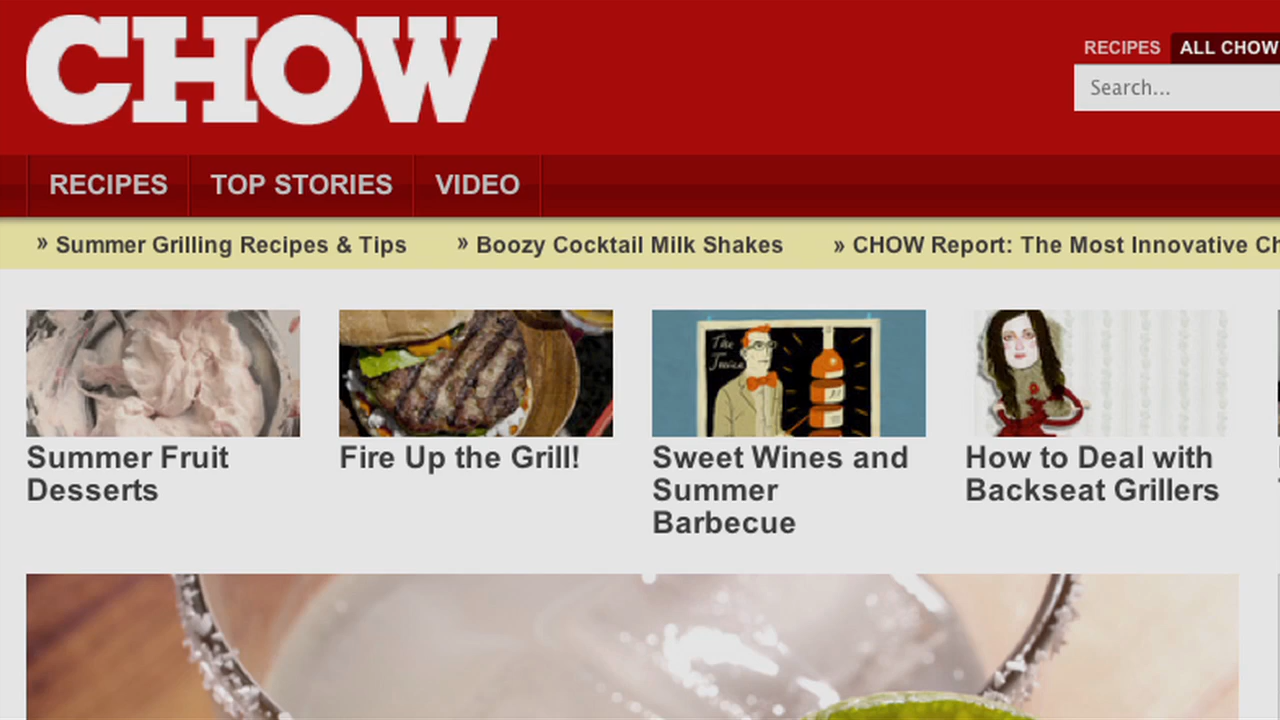 CHOW
RECIPES ALL CHOW
Search...
RECIPES TOP STORIES VIDEO
» Summer Grilling Recipes & Tips » Boozy Cocktail Milk Shakes » CHOW Report: The Most Innovative
The
Juice
Summer Fruit
Desserts
Fire Up the Grill!
Sweet Wines and
Summer
Barbecue
How to Deal with
Backseat Grillers